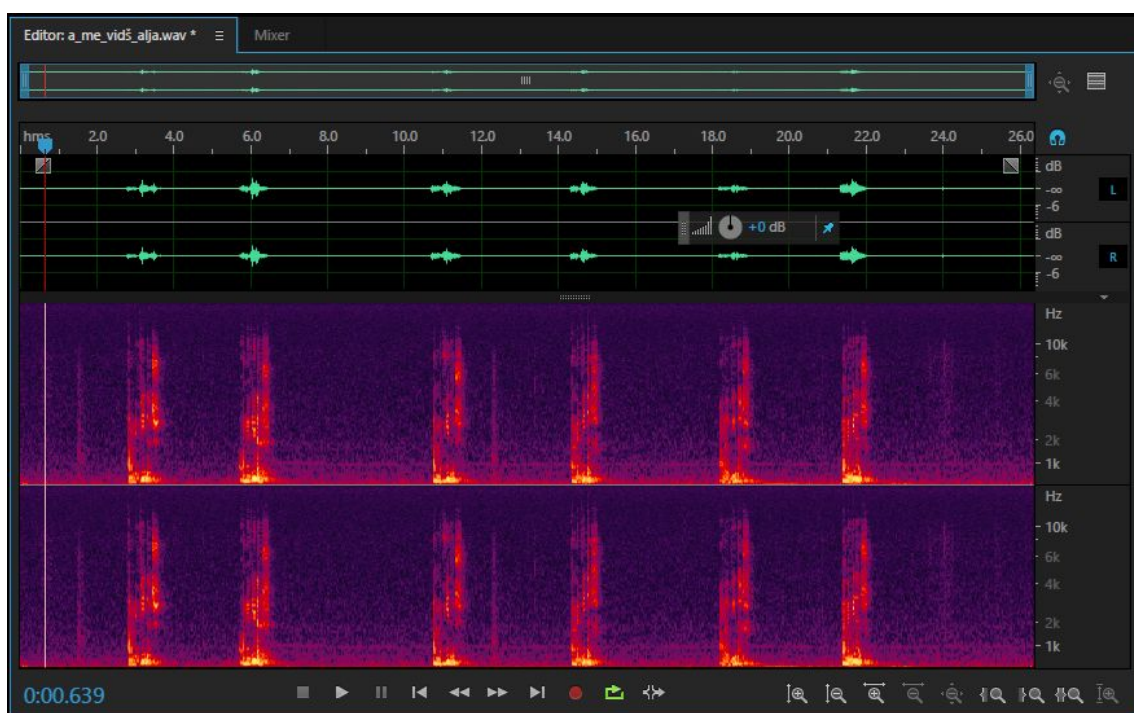 Editor: a_me_vidš_alja.wav * ≡ Mixer
hms 2.0 4.0 6.0 8.0 10.0 12.0 14.0 16.0 18.0 20.0 22.0 24.0 26.0
dB
-∞ L
-6
+0 dB
dB
-∞ R
-6
Hz
10k
6k
4k
2k
1k
Hz
10k
6k
4k
2k
1k
0:00.639